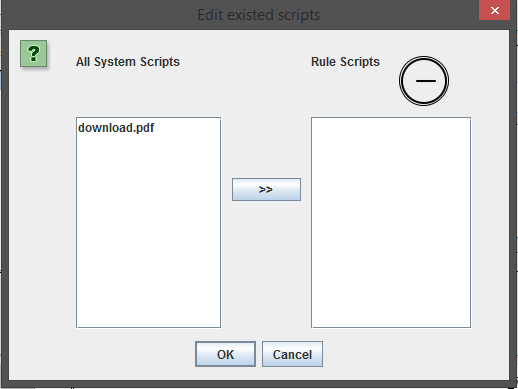 Edit existed scripts
×
?
All System Scripts
Rule Scripts
download.pdf
>>
OK
Cancel